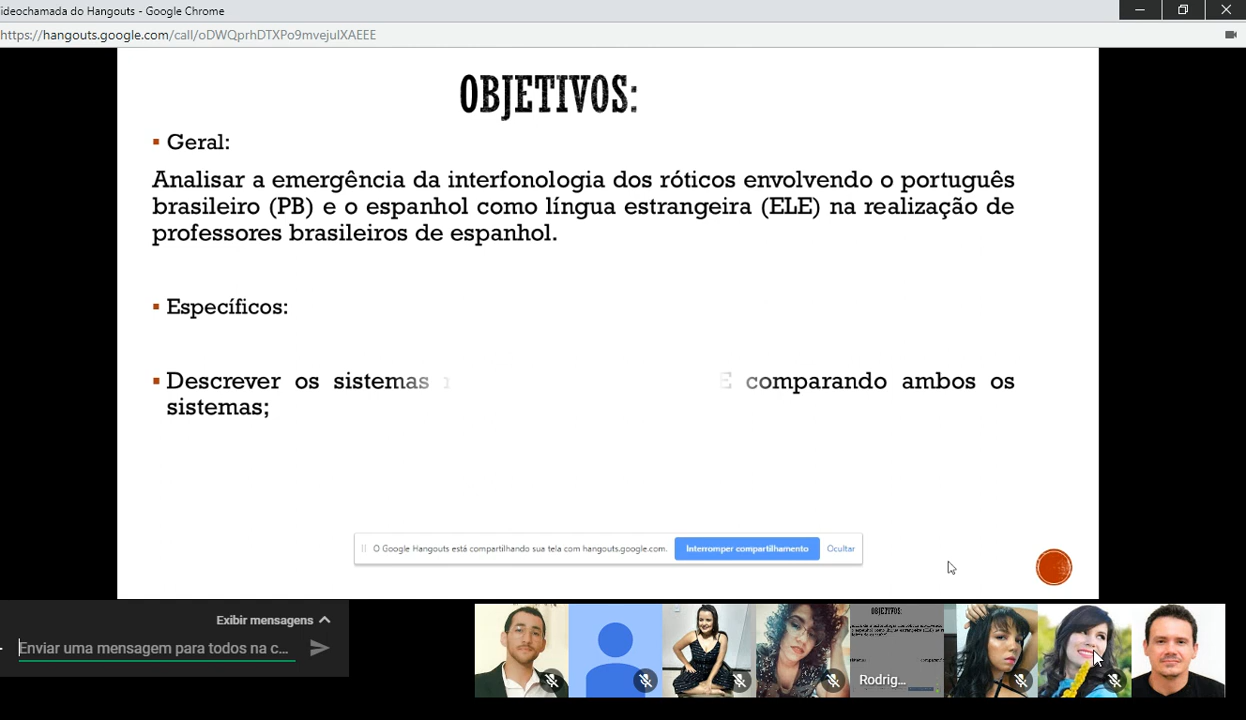 ideochamada do Hangouts - Google Chrome
https://hangouts.google.com/call/oDWQprhDTXPo9mvejuIXAEEE
OBJETIVOS:
▪ Geral:
Analisar a emergência da interfonologia dos róticos envolvendo o português
brasileiro (PB) e o espanhol como língua estrangeira (ELE) na realização de
professores brasileiros de espanhol.
▪ Específicos:
▪ Descrever os sistemas E comparando ambos os
sistemas;
O Google Hangouts está compartilhando sua tela com hangouts.google.com.
Interromper compartilhamento
Ocultar
Exibir mensagens
Enviar uma mensagem para todos na c...
OBJETIVOS:
Rodrig...